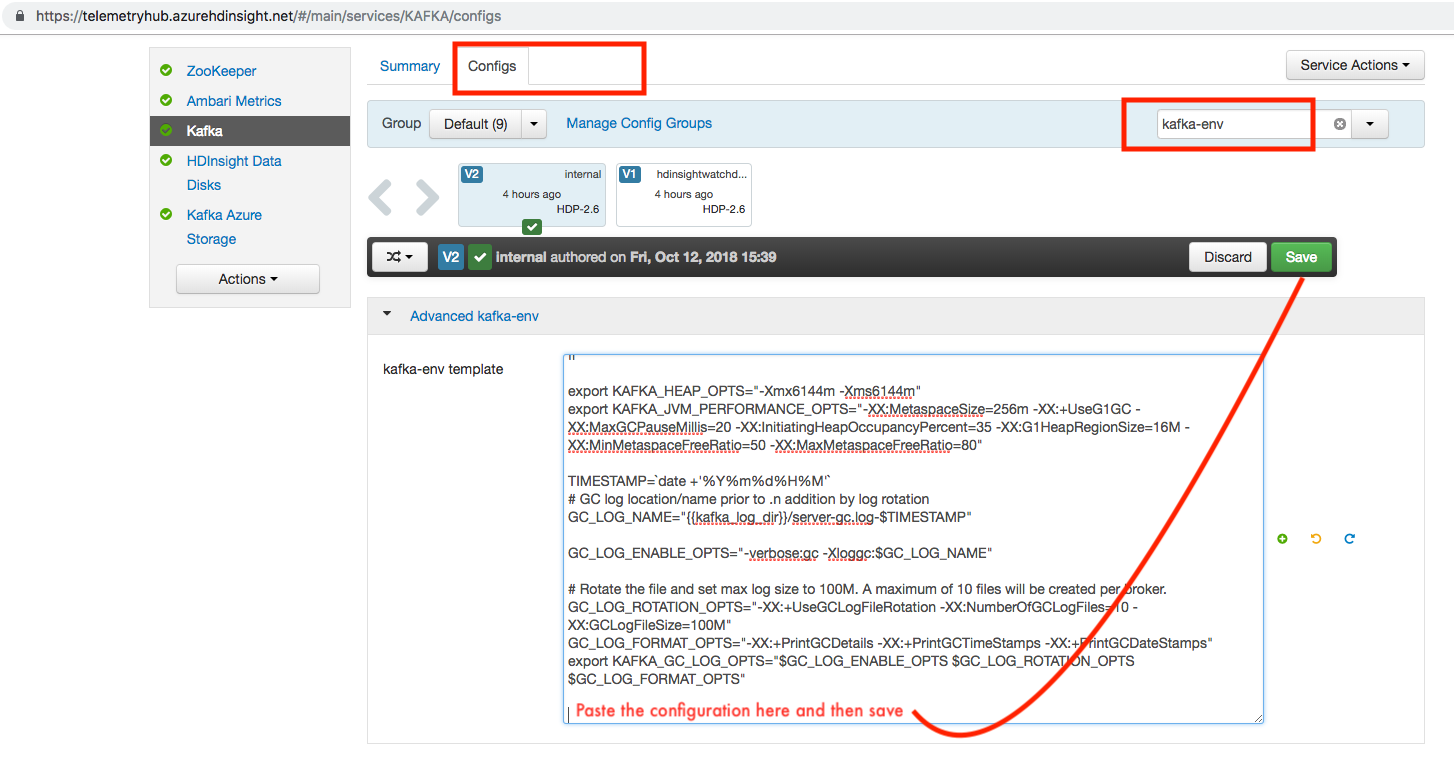 https://telemetryhub.azurehdinsight.net/#/main/services/KAFKA/configs
ZooKeeper
Ambari Metrics
Kafka
HDInsight Data
Disks
Kafka Azure
Storage
Actions
Summary
Configs
Service Actions
Group
Default (9)
Manage Config Groups
kafka-env
V2
internal
4 hours ago
HDP-2.6
V1
hdinsightwatchd...
4 hours ago
HDP-2.6
V2
internal authored on Fri, Oct 12, 2018 15:39
Discard
Save
Advanced kafka-env
kafka-env template
export KAFKA_HEAP_OPTS="-Xmx6144m -Xms6144m"
export KAFKA_JVM_PERFORMANCE_OPTS="-XX:MetaspaceSize=256m -XX:+UseG1GC -
XX:MaxGCPauseMillis=20 -XX:InitiatingHeapOccupancyPercent=35 -XX:G1HeapRegionSize=16M -
XX:MinMetaspaceFreeRatio=50 -XX:MaxMetaspaceFreeRatio=80"
TIMESTAMP=`date +'%Y%m%d%H%M'`
# GC log location/name prior to .n addition by log rotation
GC_LOG_NAME="{{kafka_log_dir}}/server-gc.log-$TIMESTAMP"
GC_LOG_ENABLE_OPTS="-verbose:gc -Xloggc:$GC_LOG_NAME"
# Rotate the file and set max log size to 100M. A maximum of 10 files will be created per broker.
GC_LOG_ROTATION_OPTS="-XX:+UseGCLogFileRotation -XX:NumberOfGCLogFiles=10 -
XX:GCLogFileSize=100M"
GC_LOG_FORMAT_OPTS="-XX:+PrintGCDetails -XX:+PrintGCTimeStamps -XX:+PrintGCDateStamps"
export KAFKA_GC_LOG_OPTS="$GC_LOG_ENABLE_OPTS $GC_LOG_ROTATION_OPTS
$GC_LOG_FORMAT_OPTS"
Paste the configuration here and then save